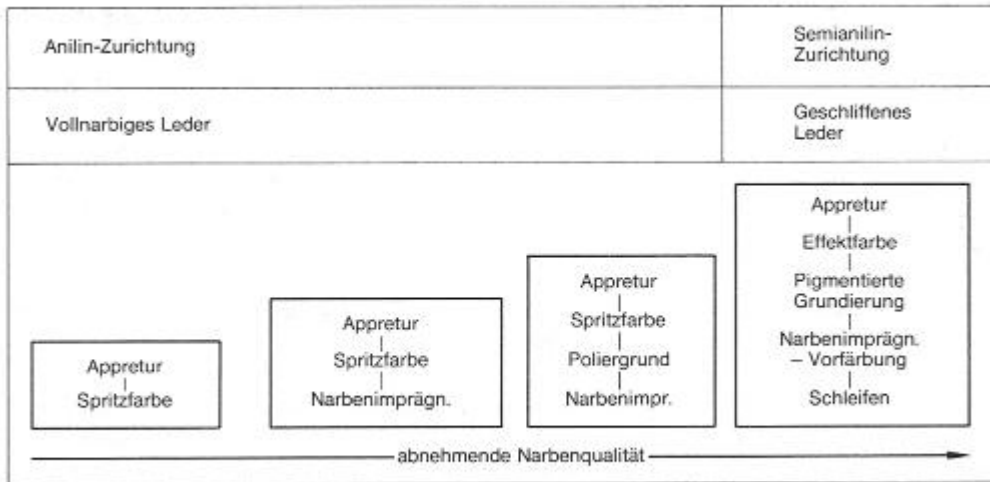 Anilin-Zurichtung
Semianilin-
Zurichtung
Vollnarbiges Leder
Geschliffenes
Leder
Appretur
Spritzfarbe
Appretur
Spritzfarbe
Narbenimprägn.
Appretur
Spritzfarbe
Poliergrund
Narbenimpr.
Appretur
Effektfarbe
Pigmentierte
Grundierung
Narbenimprägn.
– Vorfärbung
Schleifen
abnehmende Narbenqualität